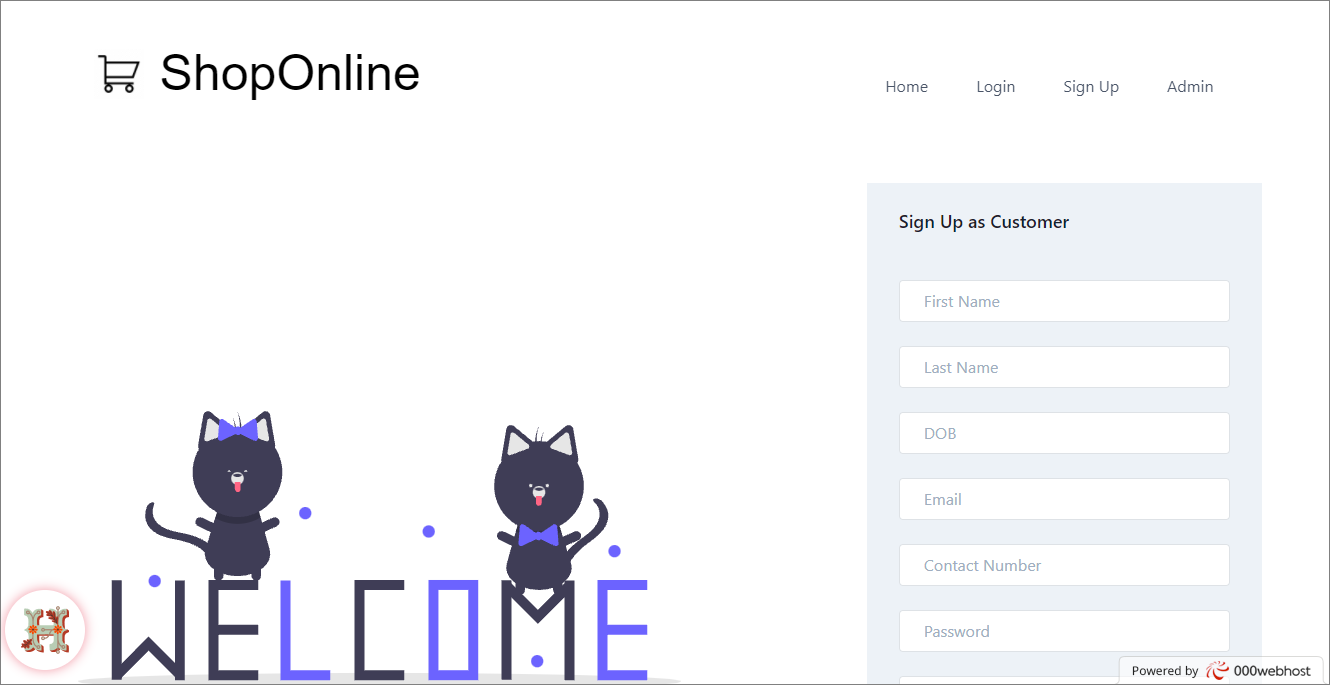 ShopOnline
Home Login Sign Up Admin
Sign Up as Customer
First Name
Last Name
DOB
Email
Contact Number
Password
WELCOME
H
Powered by 000webhost